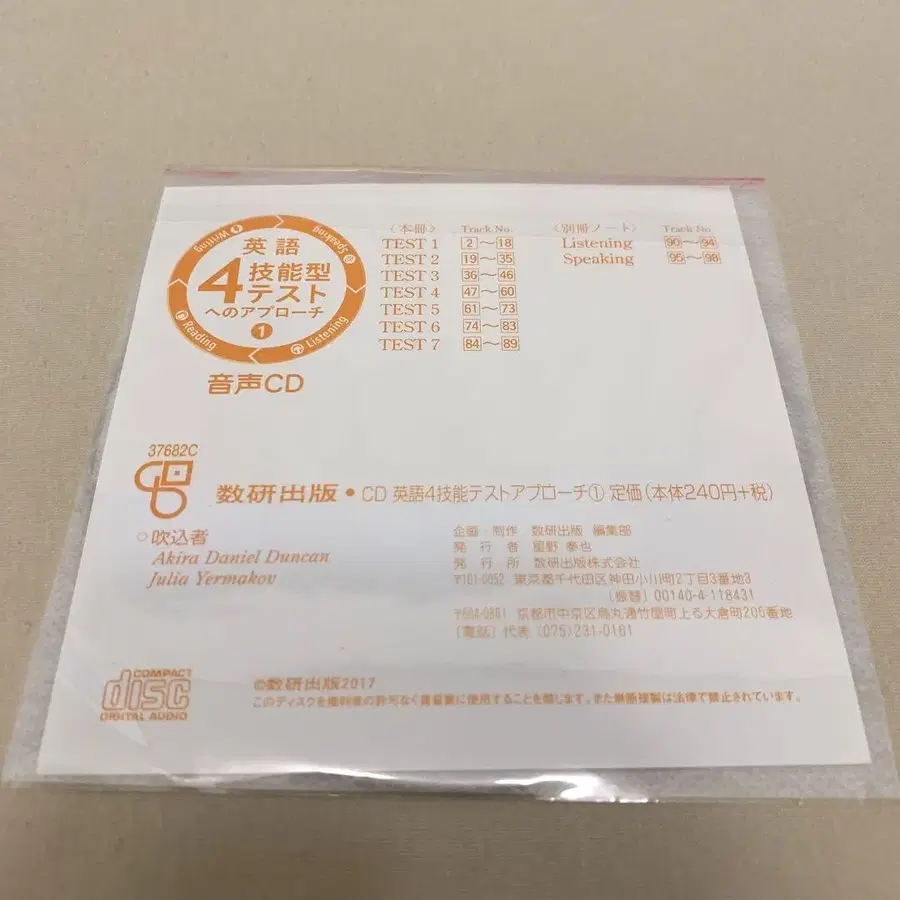 Writing
Speaking
英語
4技能型
テスト
へのアプローチ
1
Reading
Listening
音声CD
〈本冊〉 Track No
TEST 1 2～18
TEST 2 19～35
TEST 3 36～46
TEST 4 47～60
TEST 5 61～73
TEST 6 74～83
TEST 7 84～89
〈別冊ノート〉 Track No
Listening 90～94
Speaking 95～98
37682C
数研出版・CD 英語4技能テストアプローチ① 定価(本体240円+税)
○吹込者
Akira Daniel Duncan
Julia Yermakov
企画・制作 数研出版 編集部
発行者 星野 泰也
発行所 数研出版株式会社
〒101-0052 東京都千代田区神田小川町2丁目3番地3
〔振替〕00140-4-118431
〒604-0861 京都市中京区烏丸通竹屋町上る大倉町205番地
〔電話〕代表 (075)231-0161
COMPACT
disc
DIGITAL AUDIO
©数研出版2017
このディスクを権利者の許可なく賃貸業に使用することを禁じます。また無断複製は法律で禁止されています。